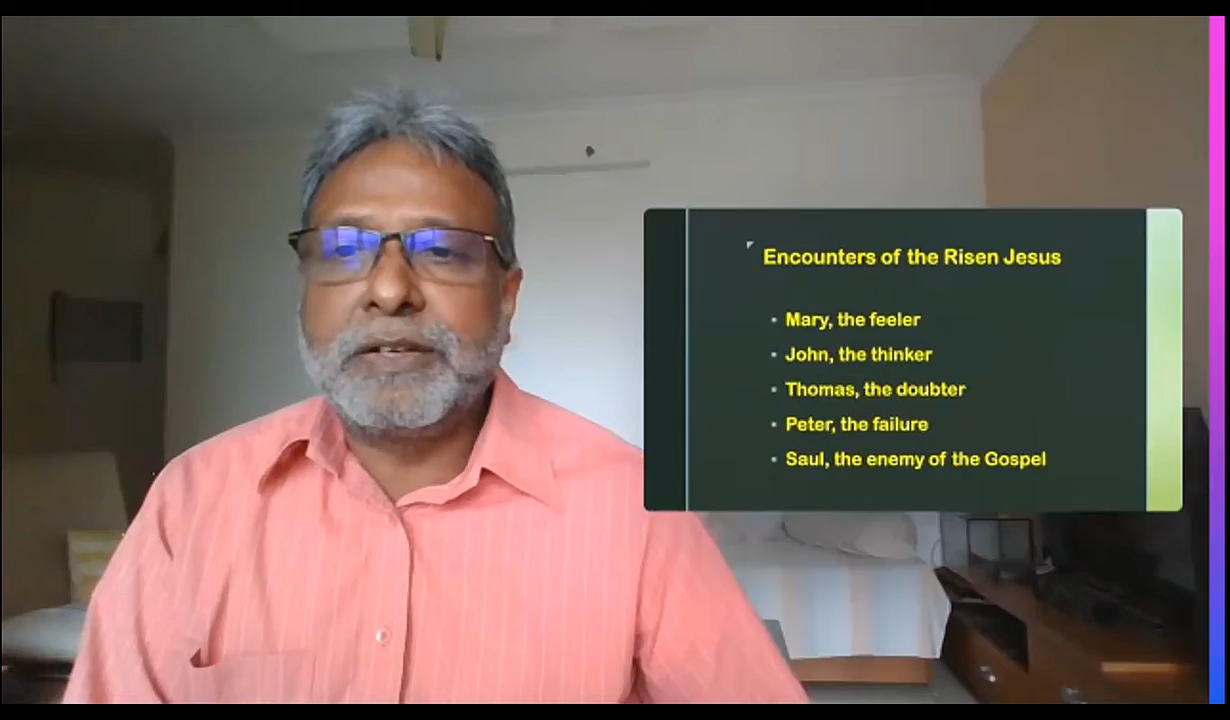 Encounters of the Risen Jesus
Mary, the feeler
John, the thinker
Thomas, the doubter
Peter, the failure
Saul, the enemy of the Gospel